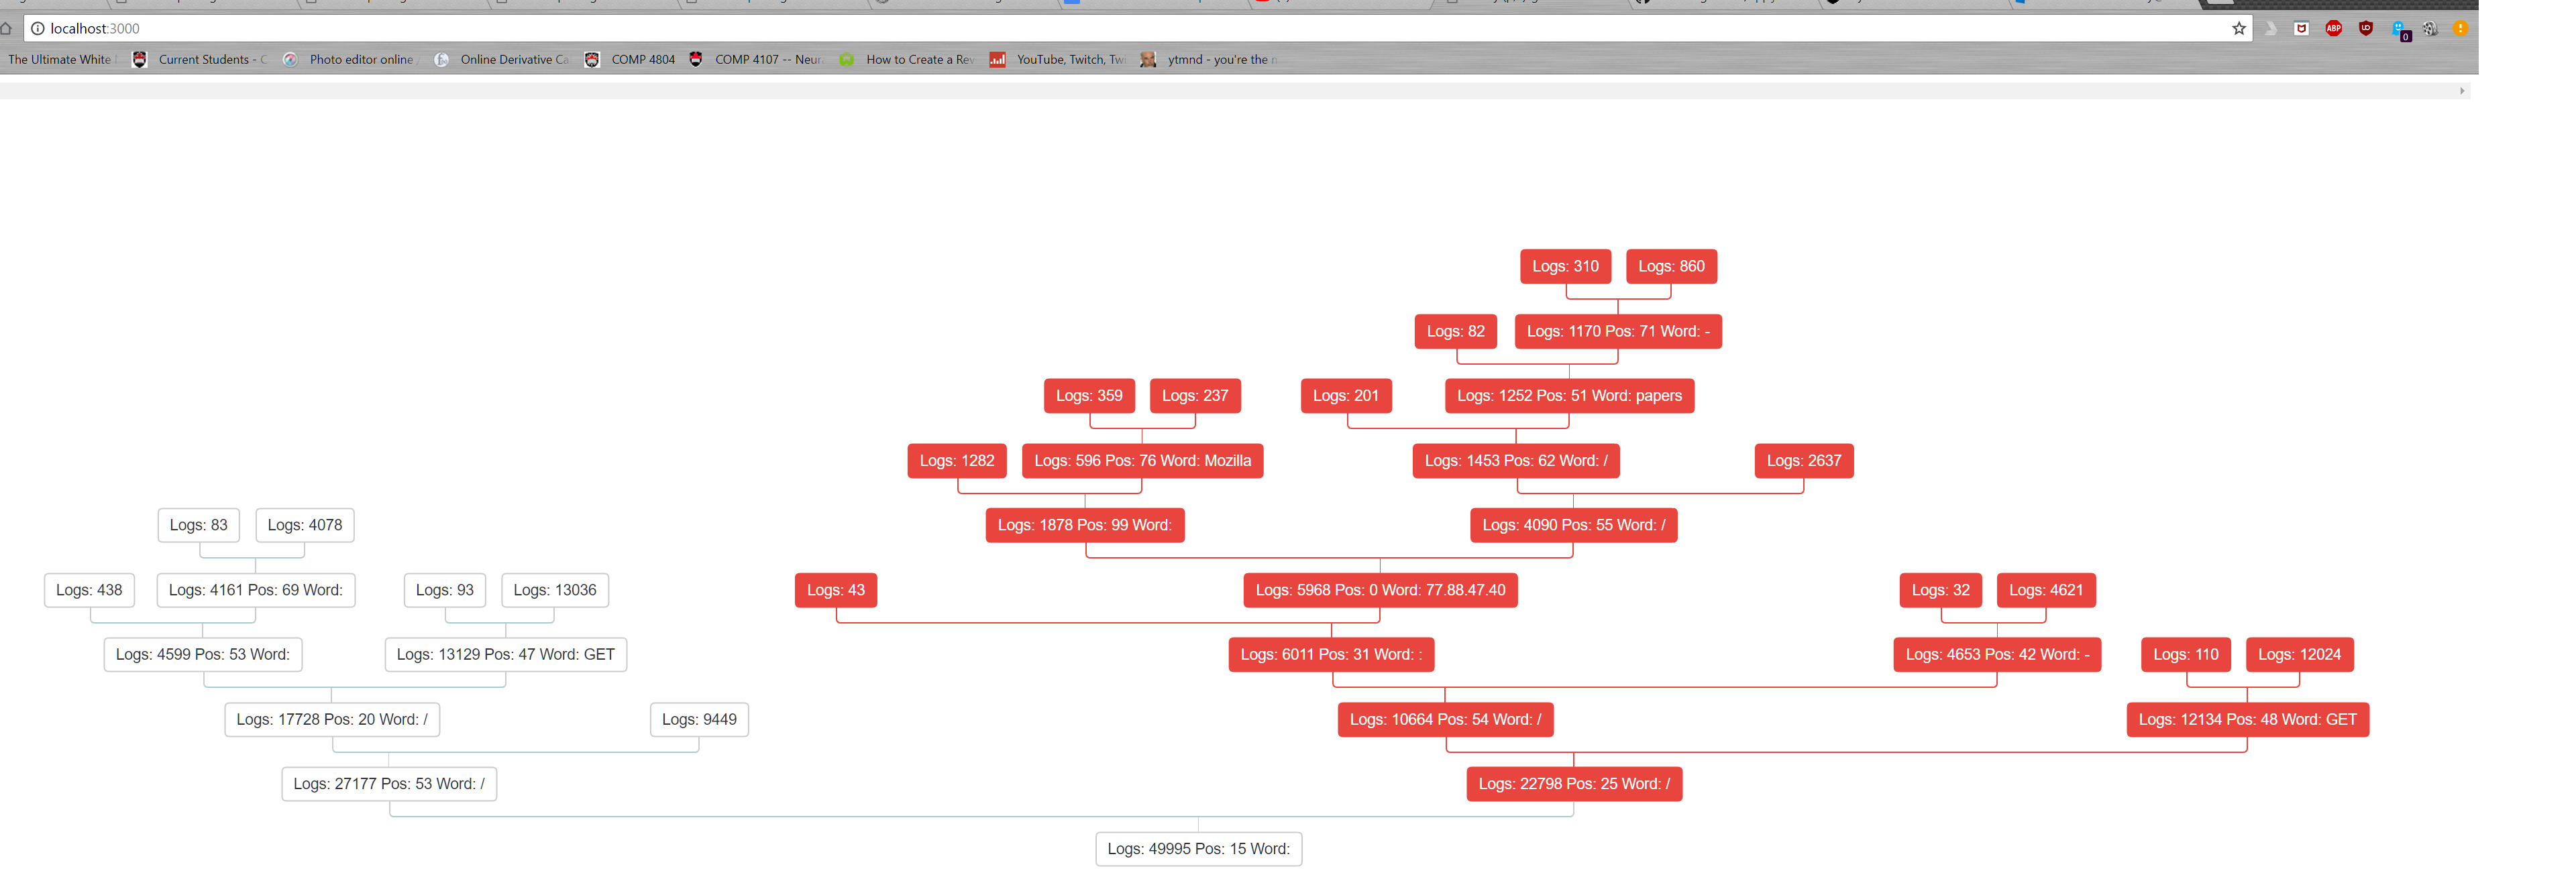 localhost:3000
The Ultimate White
Current Students - C
Photo editor online
Online Derivative Ca
COMP 4804
COMP 4107 -- Neur
How to Create a Rev
YouTube, Twitch, Twi
ytmnd - you're the
ABP
0
Logs: 310
Logs: 860
Logs: 82
Logs: 1170 Pos: 71 Word: -
Logs: 359
Logs: 237
Logs: 201
Logs: 1252 Pos: 51 Word: papers
Logs: 1282
Logs: 596 Pos: 76 Word: Mozilla
Logs: 1453 Pos: 62 Word: /
Logs: 2637
Logs: 83
Logs: 4078
Logs: 1878 Pos: 99 Word:
Logs: 4090 Pos: 55 Word: /
Logs: 438
Logs: 4161 Pos: 69 Word:
Logs: 93
Logs: 13036
Logs: 43
Logs: 5968 Pos: 0 Word: 77.88.47.40
Logs: 32
Logs: 4621
Logs: 4599 Pos: 53 Word:
Logs: 13129 Pos: 47 Word: GET
Logs: 6011 Pos: 31 Word: :
Logs: 4653 Pos: 42 Word: -
Logs: 110
Logs: 12024
Logs: 17728 Pos: 20 Word: /
Logs: 9449
Logs: 10664 Pos: 54 Word: /
Logs: 12134 Pos: 48 Word: GET
Logs: 27177 Pos: 53 Word: /
Logs: 22798 Pos: 25 Word: /
Logs: 49995 Pos: 15 Word: